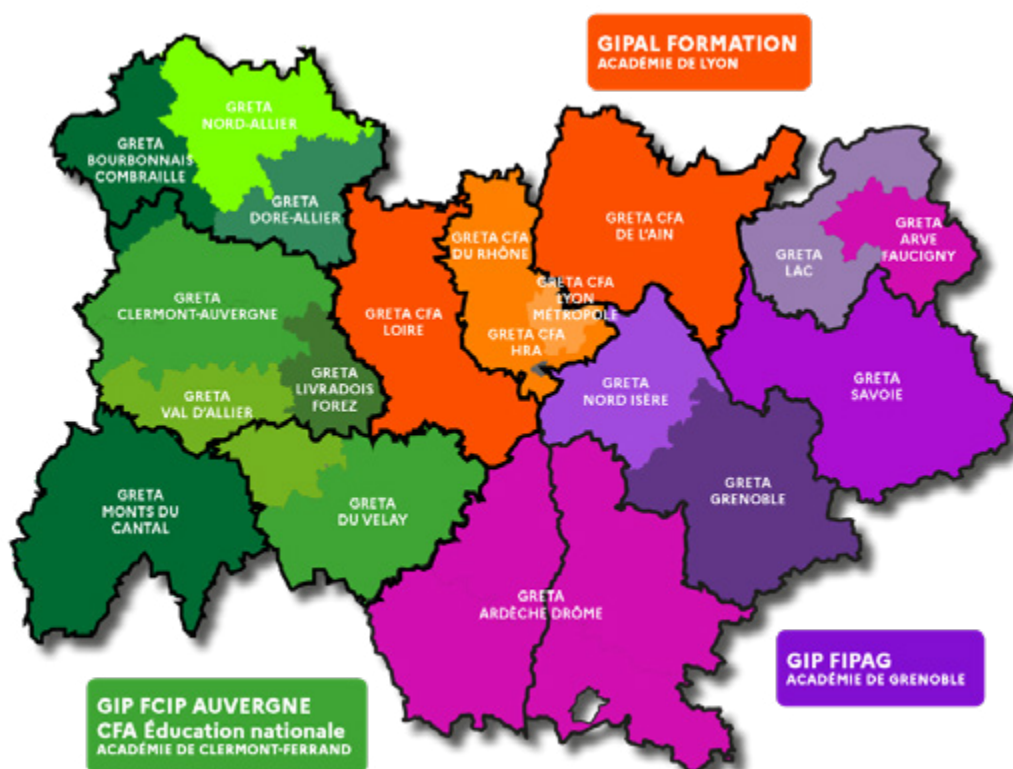 GIPAL FORMATION
ACADÉMIE DE LYON
GRETA
NORD-ALLIER
GRETA
BOURBONNAIS
COMBRAILLE
GRETA
DORE-ALLIER
GRETA CFA
DU RHÔNE
GRETA CFA
DE L'AIN
GRETA
ARVE
FAUCIGNY
GRETA
LAC
GRETA
CLERMONT-AUVERGNE
GRETA CFA
LOIRE
GRETA CFA
LYON
MÉTROPOLE
GRETA CFA
HRA
GRETA
LIVRADOIS
FOREZ
GRETA
VAL D'ALLIER
GRETA
NORD ISÈRE
GRETA
SAVOIE
GRETA
MONTS DU
CANTAL
GRETA
DU VELAY
GRETA
GRENOBLE
GRETA
ARDÈCHE DRÔME
GIP FIPAG
ACADÉMIE DE GRENOBLE
GIP FCIP AUVERGNE
CFA Éducation nationale
ACADÉMIE DE CLERMONT-FERRAND